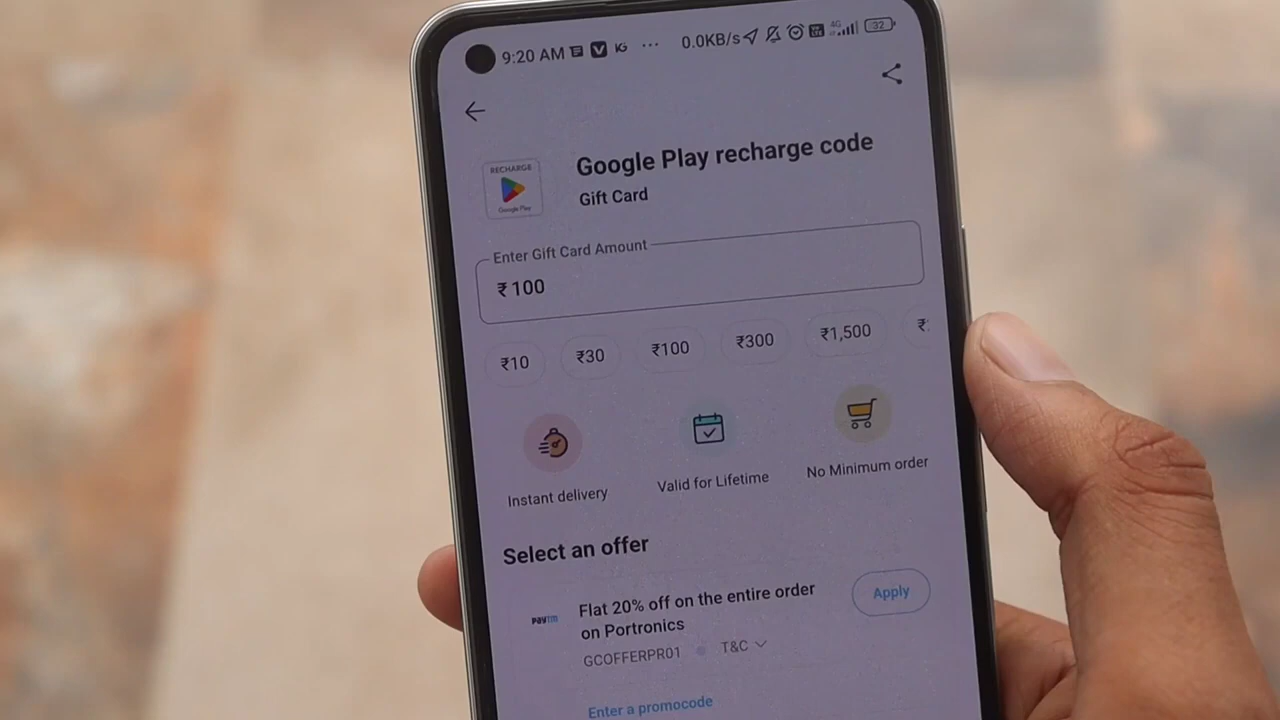 9:20 AM
0.0KB/s 4G 32
RECHARGE
Google Play
Google Play recharge code
Gift Card
Enter Gift Card Amount
₹100
₹10 ₹30 ₹100 ₹300 ₹1,500 ₹
Instant delivery Valid for Lifetime No Minimum order
Select an offer
paytm
Flat 20% off on the entire order
on Portronics
Apply
GCOFFERPR01 T&C
Enter a promocode